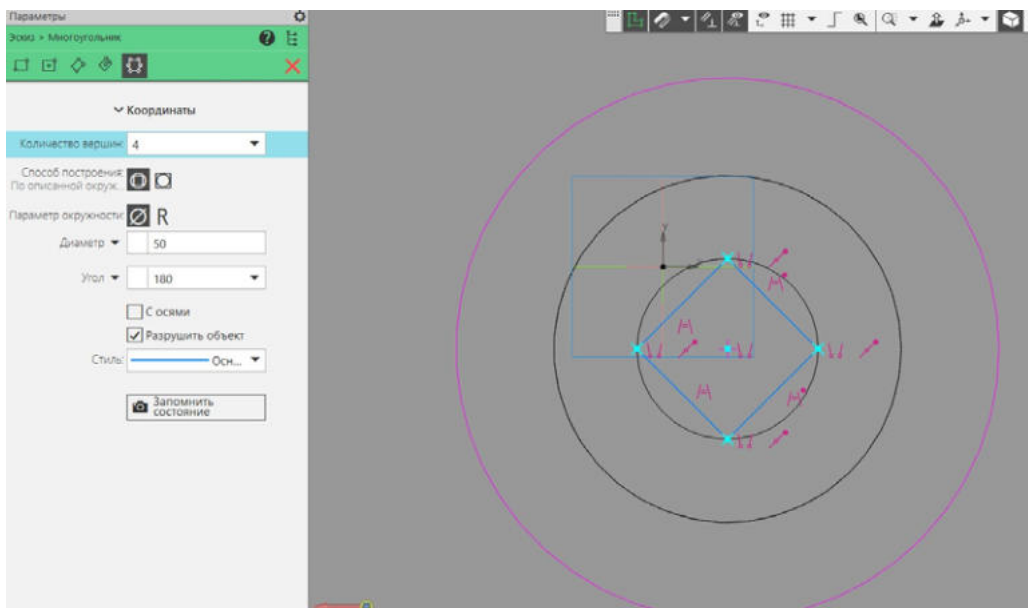 Параметры
Эскиз ▸ Многоугольник
Координаты
Количество вершин: 4
Способ построения:
По описанной окруж...
Параметр окружности: R
Диаметр 50
Угол 180
С осями
Разрушить объект
Стиль: Осн...
Запомнить
состояние
Y